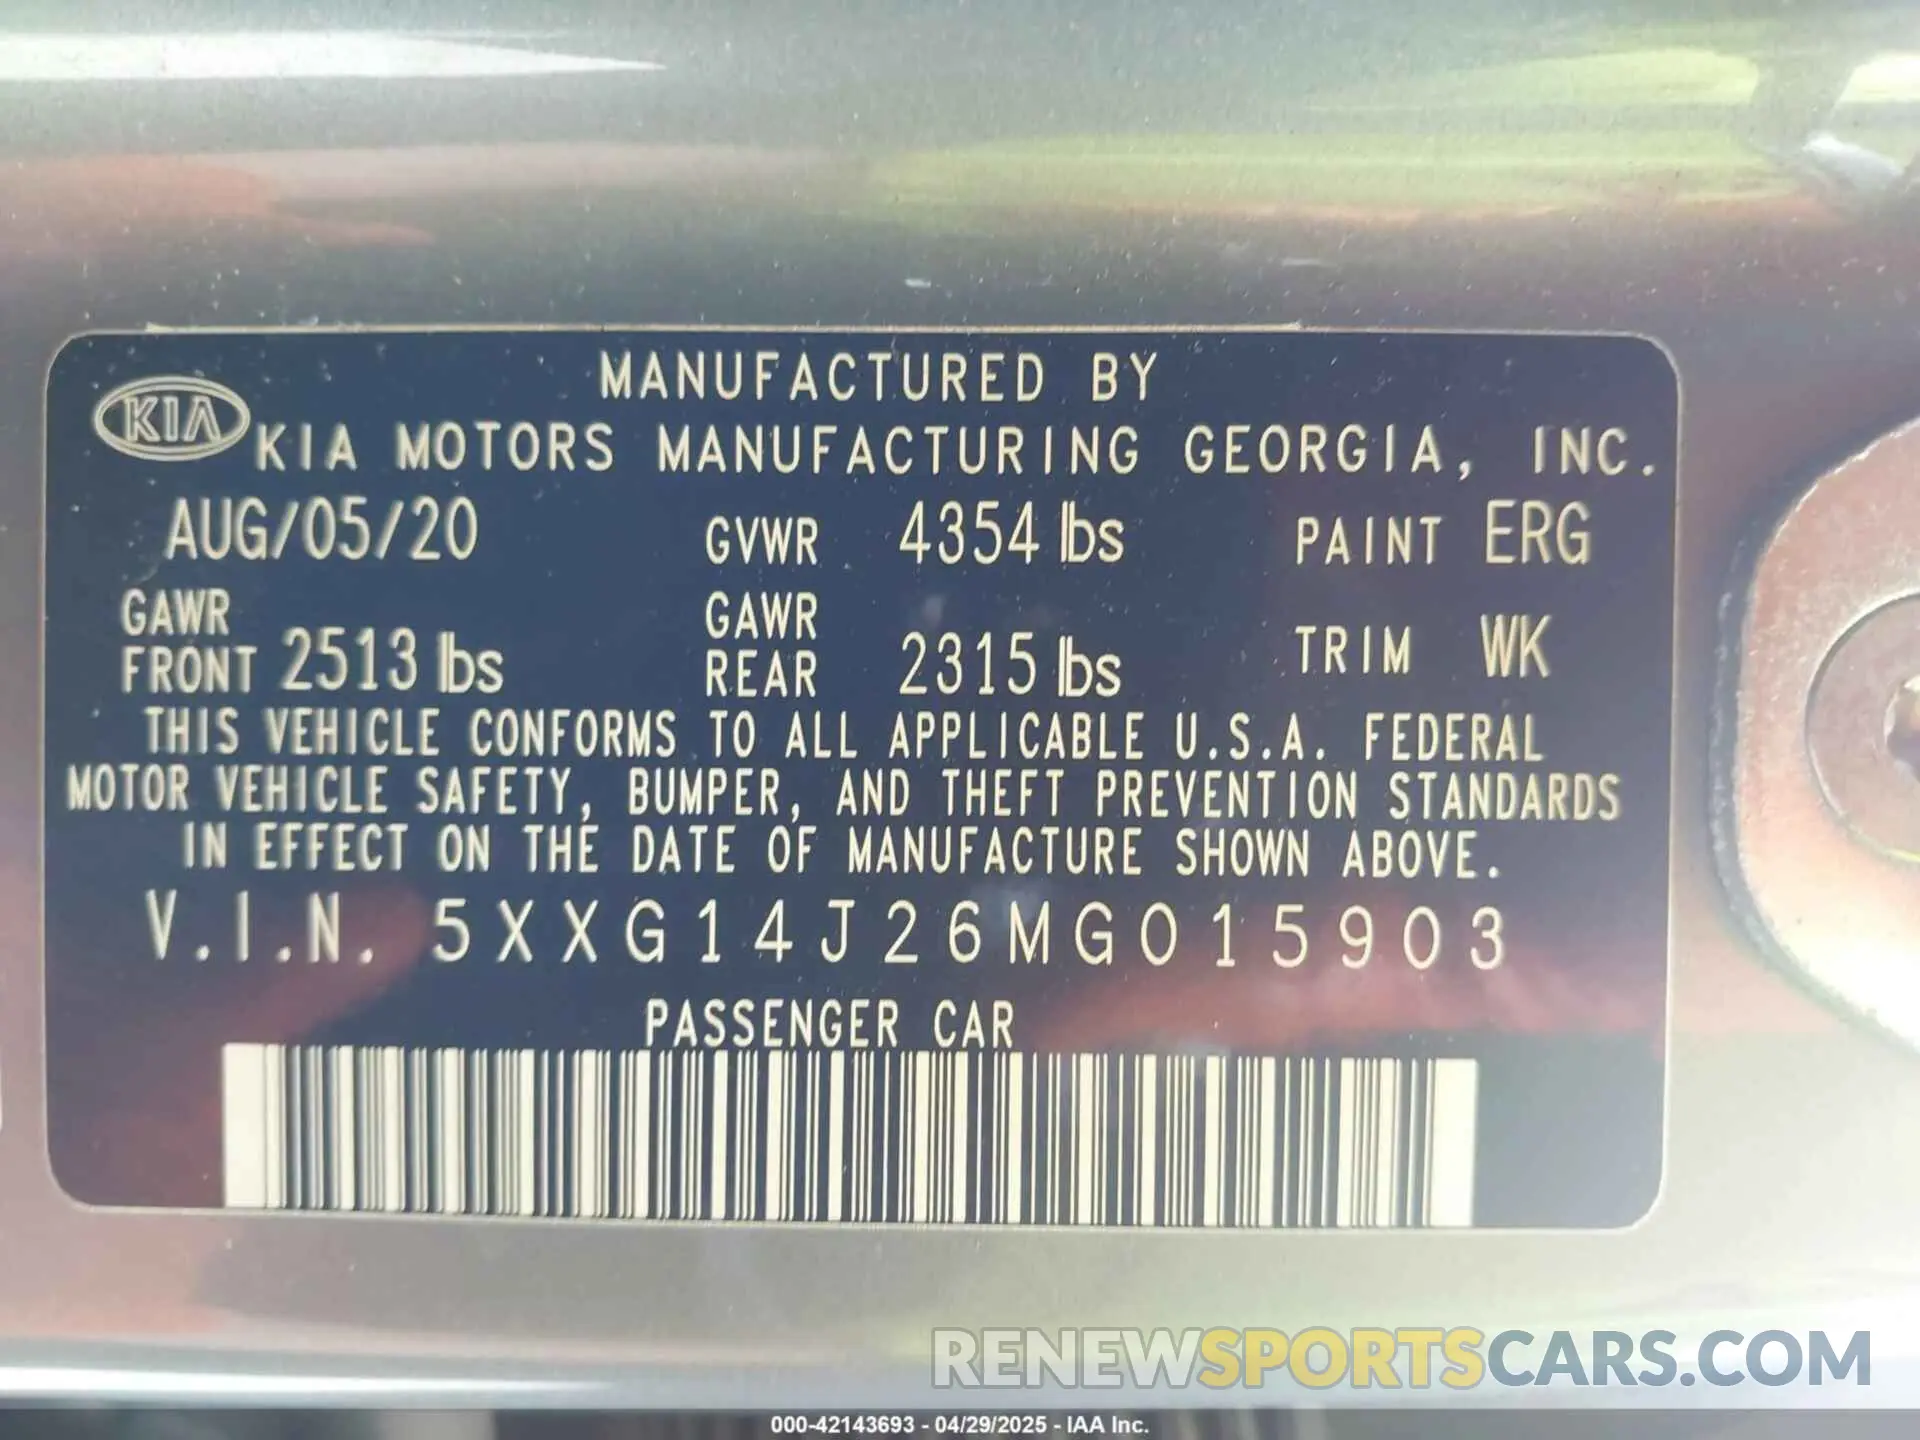 MANUFACTURED BY
KIA KIA MOTORS MANUFACTURING GEORGIA, INC.
AUG/05/20 GVWR 4354 lbs PAINT ERG
GAWR FRONT 2513 lbs GAWR REAR 2315 lbs TRIM WK
THIS VEHICLE CONFORMS TO ALL APPLICABLE U.S.A. FEDERAL
MOTOR VEHICLE SAFETY, BUMPER, AND THEFT PREVENTION STANDARDS
IN EFFECT ON THE DATE OF MANUFACTURE SHOWN ABOVE.
V.I.N. 5XXG14J26MG015903
PASSENGER CAR
RENEWSPORTSCARS.COM
000-42143693 - 04/29/2025 - IAA Inc.